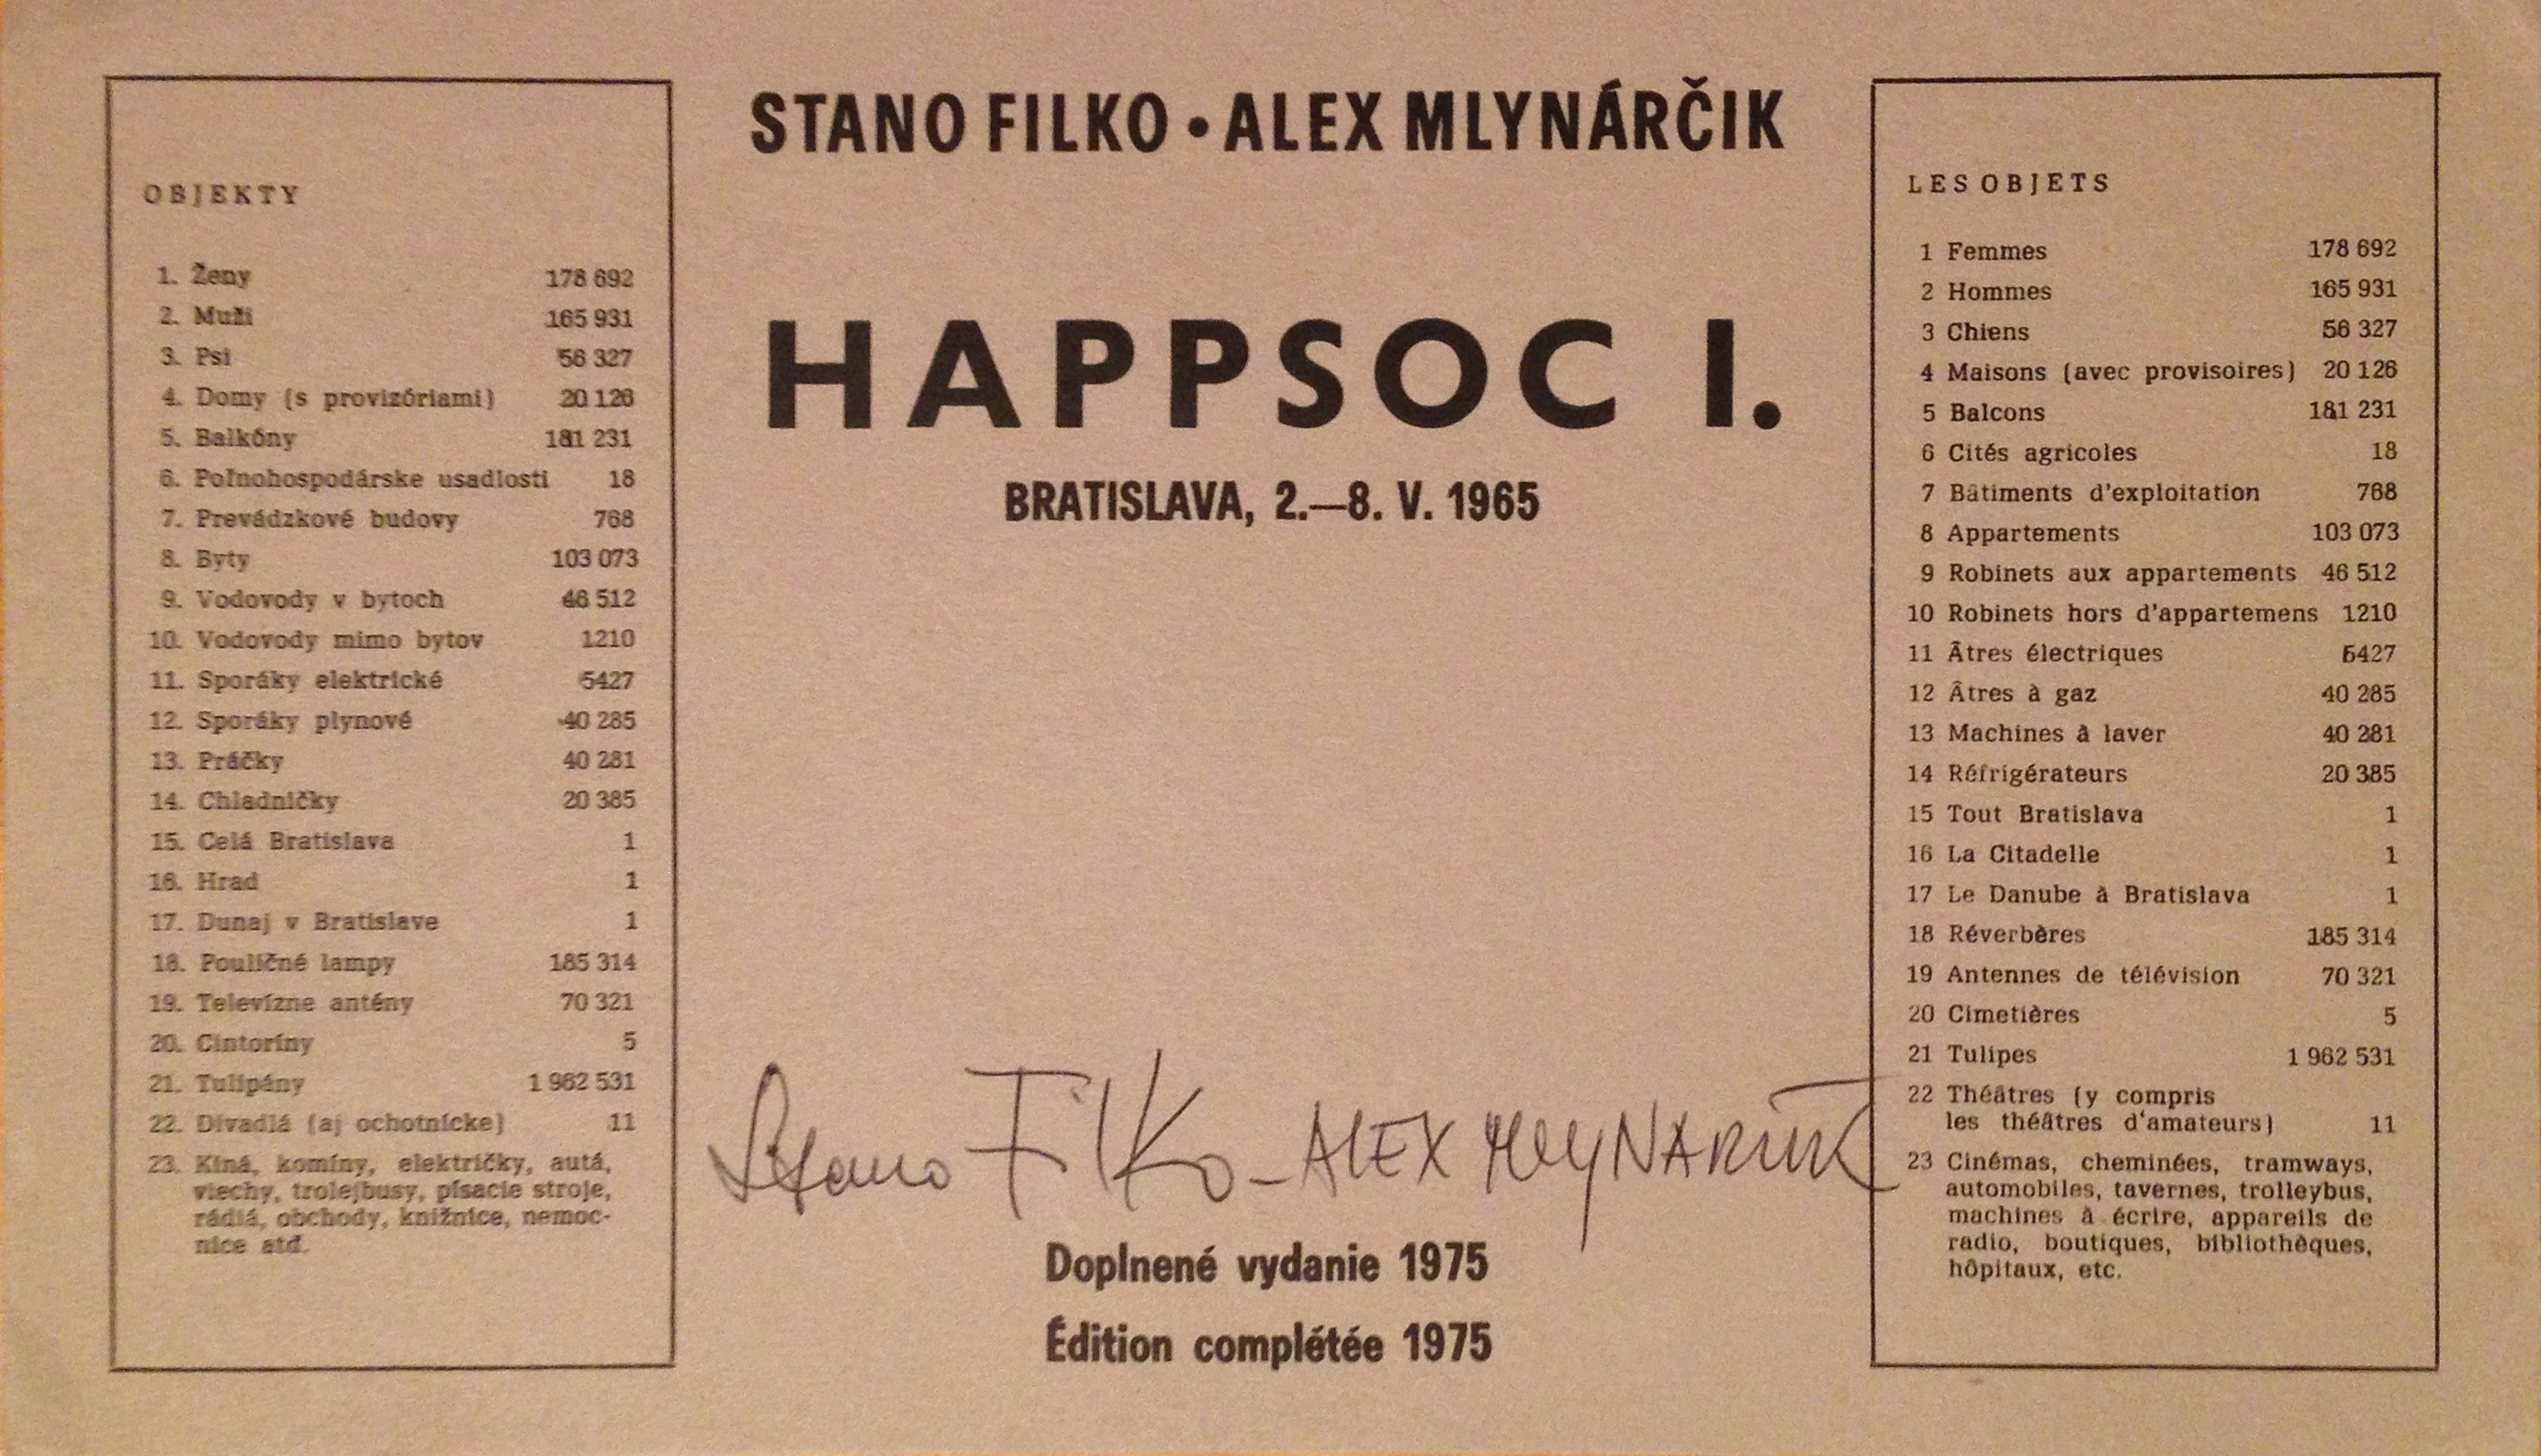 OBJEKTY
1. Ženy 178 692
2. Muži 165 931
3. Psi 56 327
4. Domy (s provizóriami) 20 126
5. Balkóny 181 231
6. Poľnohospodárske usadlosti 18
7. Prevádzkové budovy 768
8. Byty 103 073
9. Vodovody v bytoch 46 512
10. Vodovody mimo bytov 1210
11. Sporáky elektrické 5427
12. Sporáky plynové 40 285
13. Práčky 40 281
14. Chladničky 20 385
15. Celá Bratislava 1
16. Hrad 1
17. Dunaj v Bratislave 1
18. Pouličné lampy 185 314
19. Televízne antény 70 321
20. Cintoríny 5
21. Tulipány 1 982 531
22. Divadlá (aj ochotnícke) 11
23. Kiná, komíny, električky, autá,
viechy, trolejbusy, písacie stroje,
rádiá, obchody, knižnice, nemoc-
nice atď.
STANO FILKO • ALEX MLYNÁRČIK
HAPPSOC I.
BRATISLAVA, 2.—8. V. 1965
Stano Filko - ALEX MLYNARČIK
Doplnené vydanie 1975
Édition complétée 1975
LES OBJETS
1 Femmes 178 692
2 Hommes 165 931
3 Chiens 56 327
4 Maisons (avec provisoires) 20 126
5 Balcons 181 231
6 Cités agricoles 18
7 Bâtiments d'exploitation 768
8 Appartements 103 073
9 Robinets aux appartements 46 512
10 Robinets hors d'appartemens 1210
11 Âtres électriques 5427
12 Âtres à gaz 40 285
13 Machines à laver 40 281
14 Réfrigérateurs 20 385
15 Tout Bratislava 1
16 La Citadelle 1
17 Le Danube à Bratislava 1
18 Réverbères 185 314
19 Antennes de télévision 70 321
20 Cimetières 5
21 Tulipes 1 962 531
22 Théâtres (y compris
les théâtres d'amateurs) 11
23 Cinémas, cheminées, tramways,
automobiles, tavernes, trolleybus,
machines à écrire, appareils de
radio, boutiques, bibliothèques,
hôpitaux, etc.